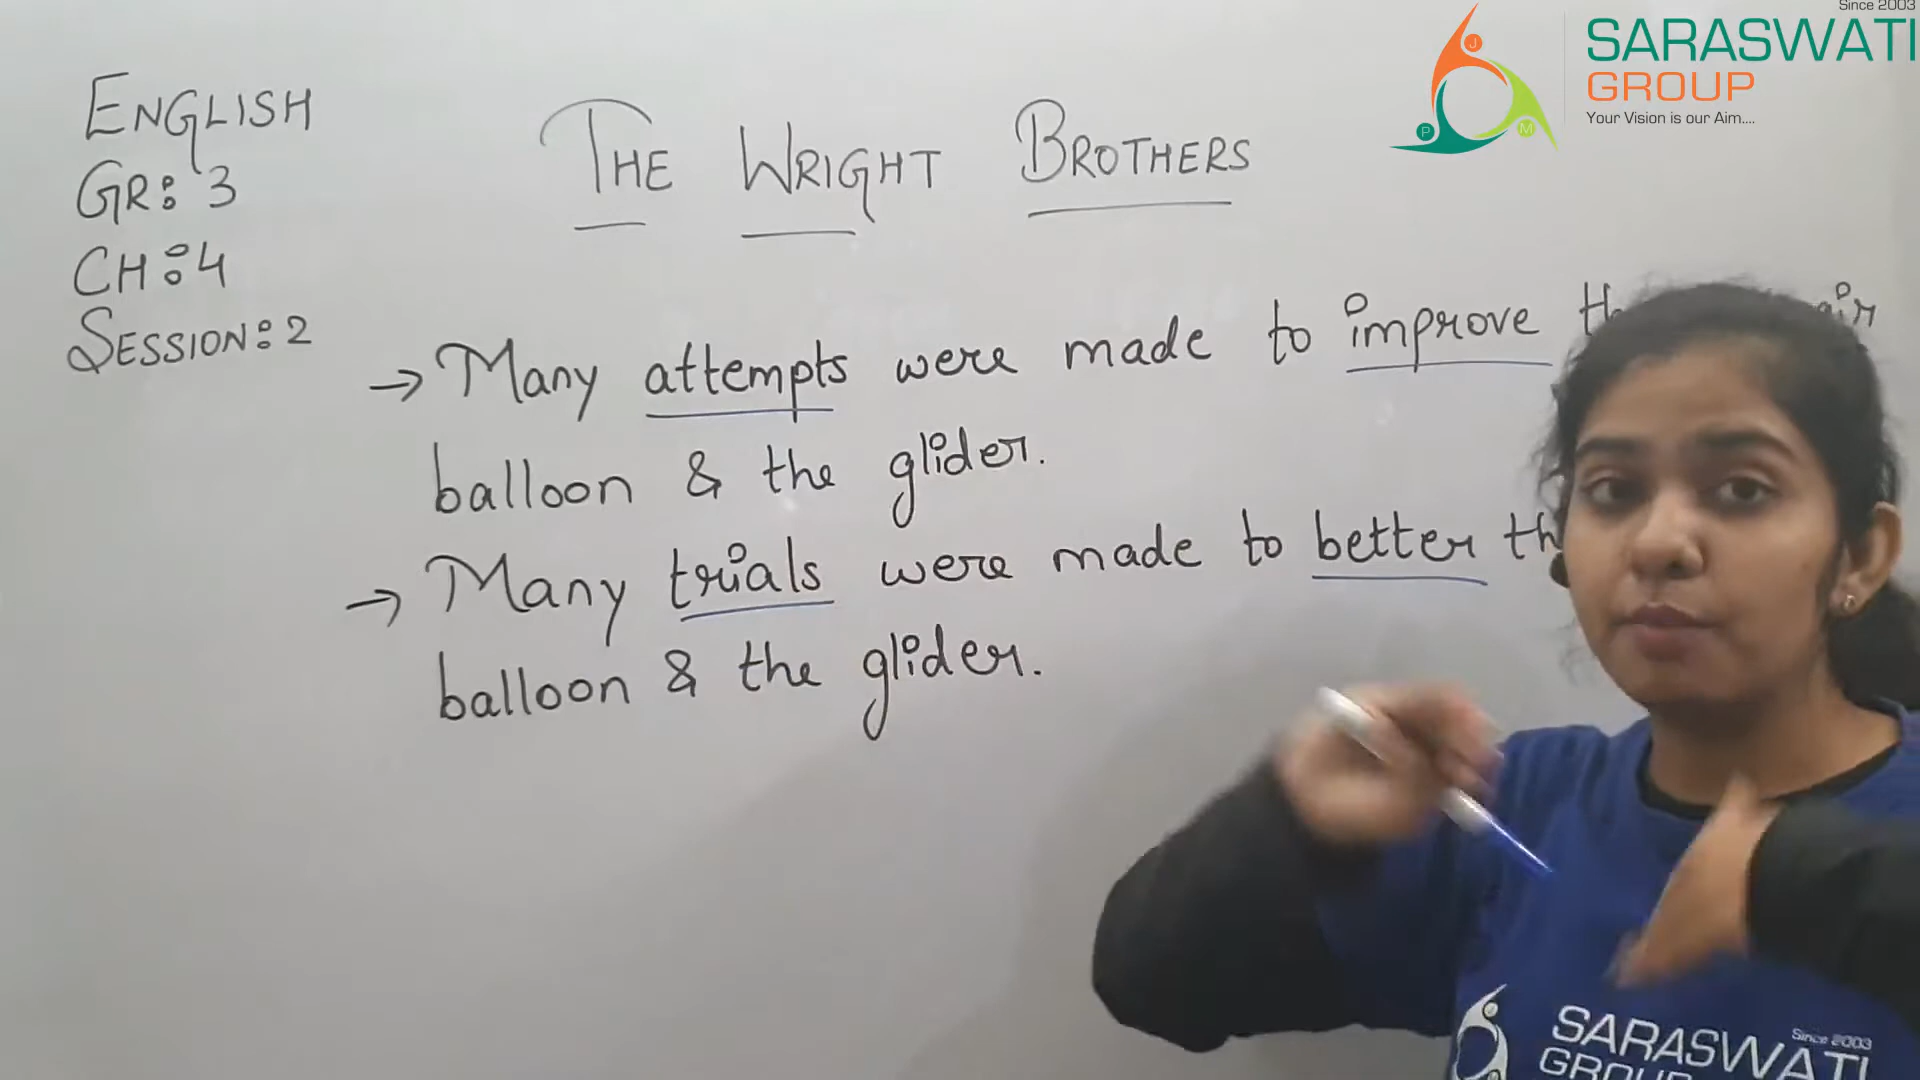 Since 2003
SARASWATI
GROUP
Your Vision is our Aim....
J
P
M
ENGLISH
GR: 3
CH: 4
SESSION: 2
THE WRIGHT BROTHERS
→ Many attempts were made to improve
balloon & the glider.
→ Many trials were made to better
balloon & the glider.
Since 2003
SARASWATI
GROUP